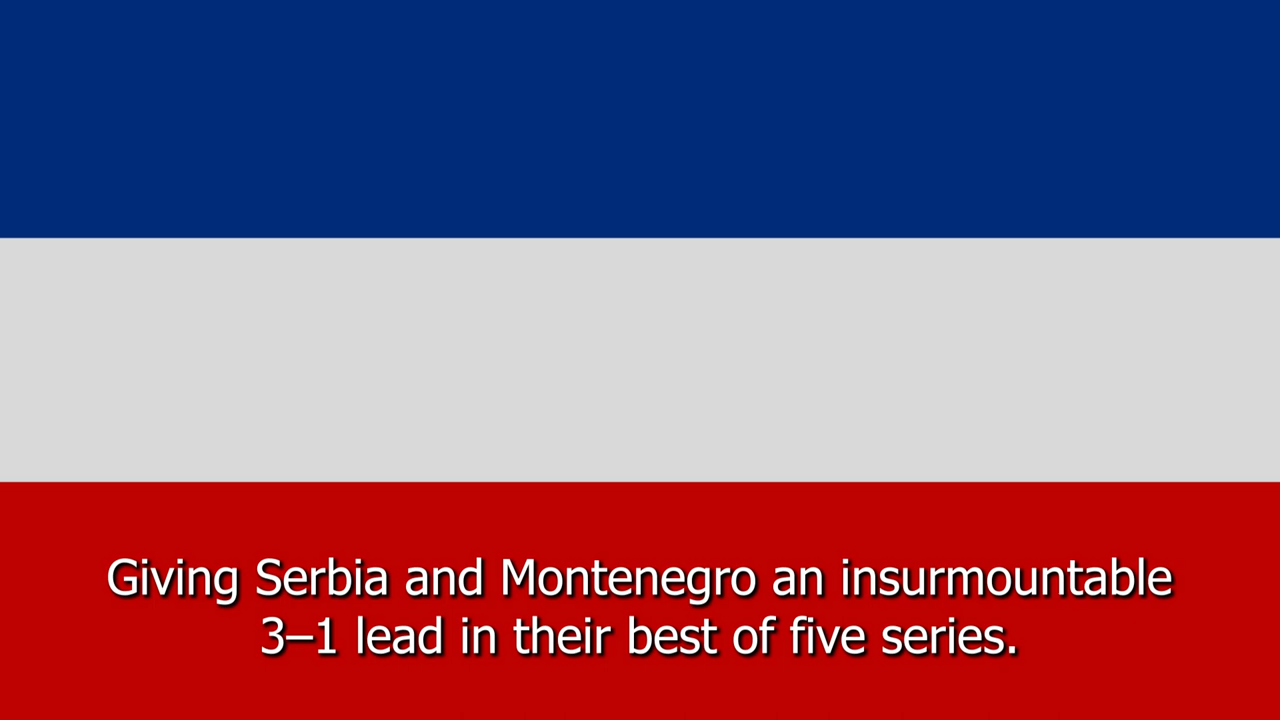 Giving Serbia and Montenegro an insurmountable
3–1 lead in their best of five series.